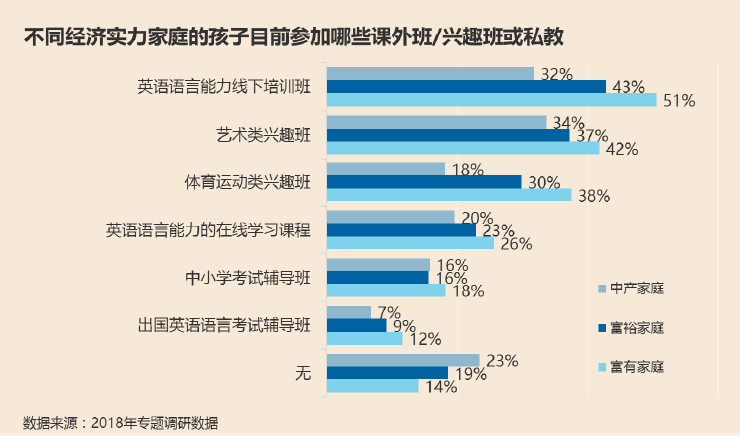 不同经济实力家庭的孩子目前参加哪些课外班/兴趣班或私教
英语语言能力线下培训班
32%
43%
51%
艺术类兴趣班
34%
37%
42%
体育运动类兴趣班
18%
30%
38%
英语语言能力的在线学习课程
20%
23%
26%
中小学考试辅导班
16%
16%
18%
出国英语语言考试辅导班
7%
9%
12%
无
23%
19%
14%
中产家庭
富裕家庭
富有家庭
数据来源：2018年专题调研数据